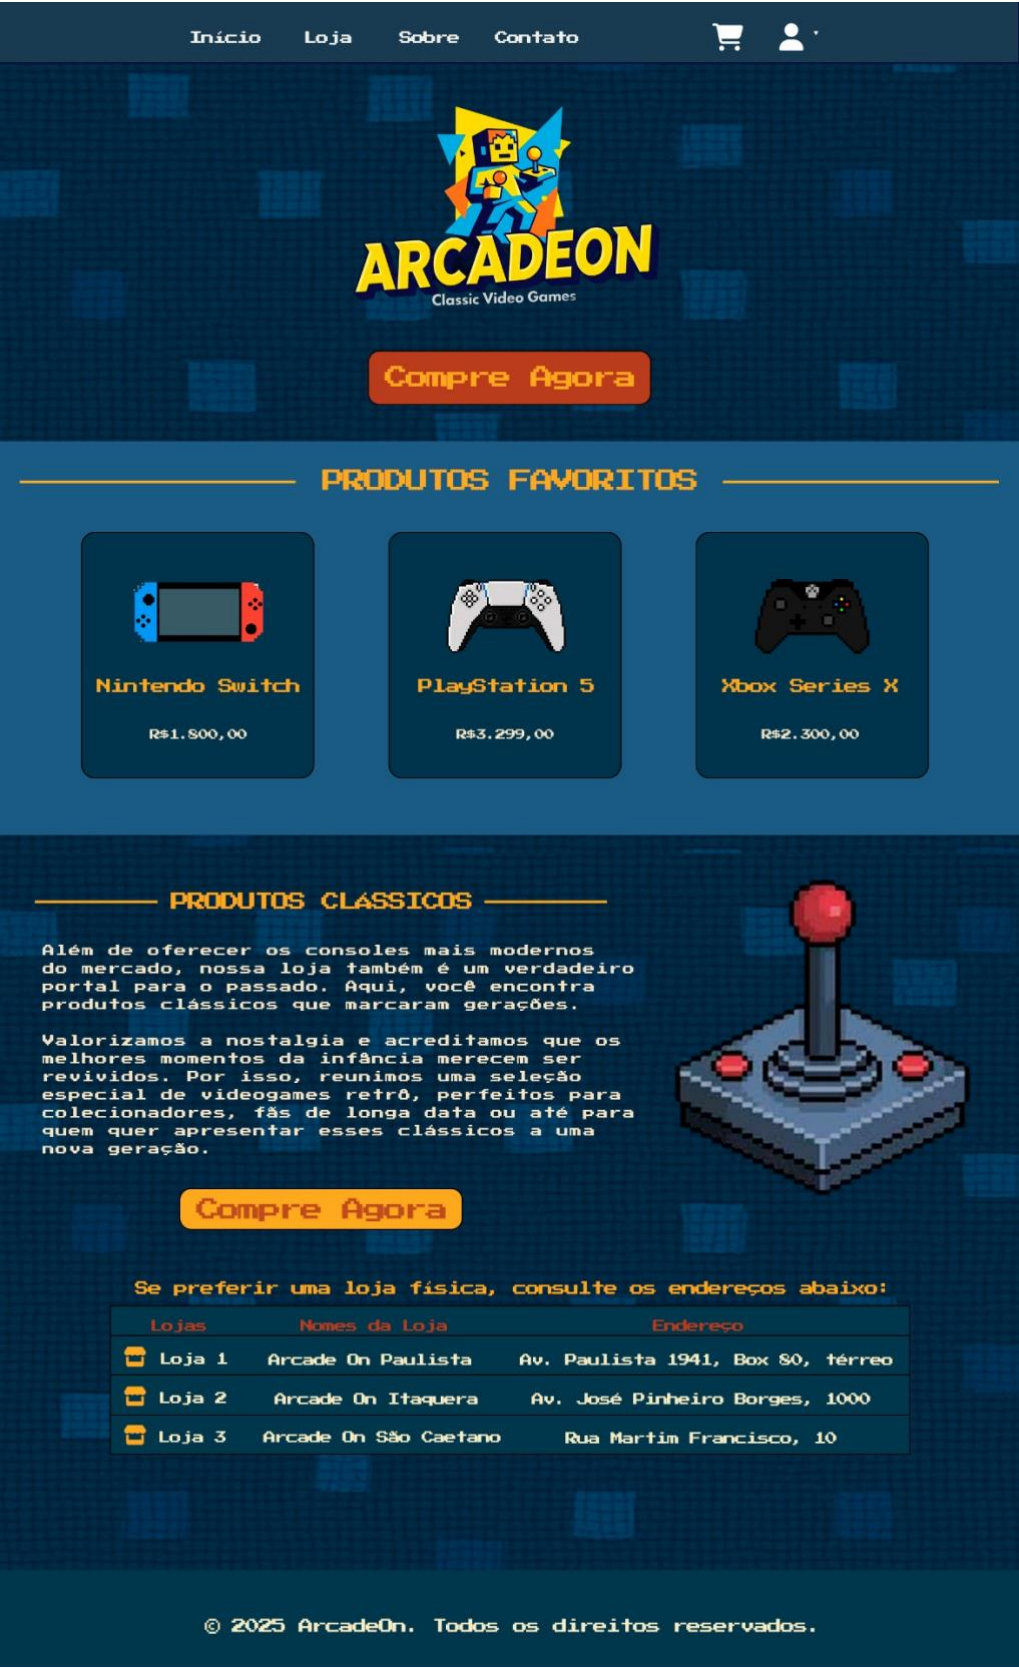 Início Loja Sobre Contato
ARCADEON
Classic Video Games
Compre Agora
PRODUTOS FAVORITOS
Nintendo Switch
R$1.800,00
PlayStation 5
R$3.299,00
Xbox Series X
R$2.300,00
PRODUTOS CLÁSSICOS
Além de oferecer os consoles mais modernos
do mercado, nossa loja também é um verdadeiro
portal para o passado. Aqui, você encontra
produtos clássicos que marcaram gerações.
Valorizamos a nostalgia e acreditamos que os
melhores momentos da infância merecem ser
revividos. Por isso, reunimos uma seleção
especial de videogames retrô, perfeitos para
colecionadores, fãs de longa data ou até para
quem quer apresentar esses clássicos a uma
nova geração.
Compre Agora
Se preferir uma loja física, consulte os endereços abaixo:
Lojas Nomes da Loja Endereço
Loja 1 Arcade On Paulista Av. Paulista 1941, Box 80, térreo
Loja 2 Arcade On Itaquera Av. José Pinheiro Borges, 1000
Loja 3 Arcade On São Caetano Rua Martim Francisco, 10
© 2025 ArcadeOn. Todos os direitos reservados.